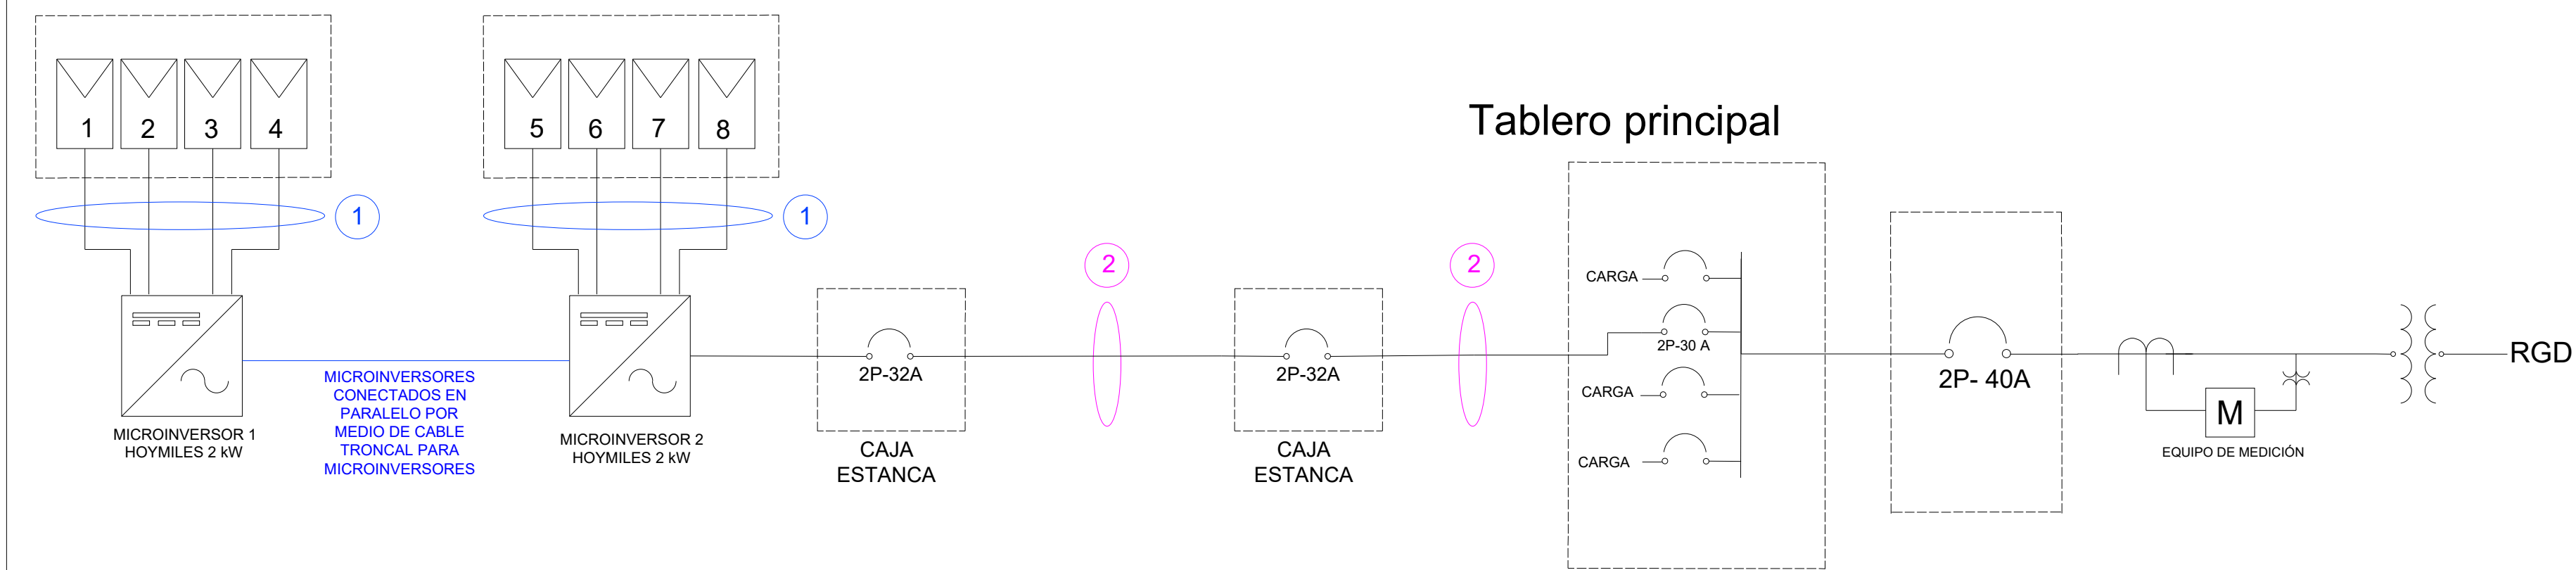 1 2 3 4
1
MICROINVERSOR 1
HOYMILES 2 kW
MICROINVERSORES
CONECTADOS EN
PARALELO POR
MEDIO DE CABLE
TRONCAL PARA
MICROINVERSORES
5 6 7 8
1
MICROINVERSOR 2
HOYMILES 2 kW
2P-32A
CAJA
ESTANCA
2
2P-32A
CAJA
ESTANCA
2
Tablero principal
CARGA
2P-30 A
CARGA
CARGA
2P- 40A
M
EQUIPO DE MEDICIÓN
RGD